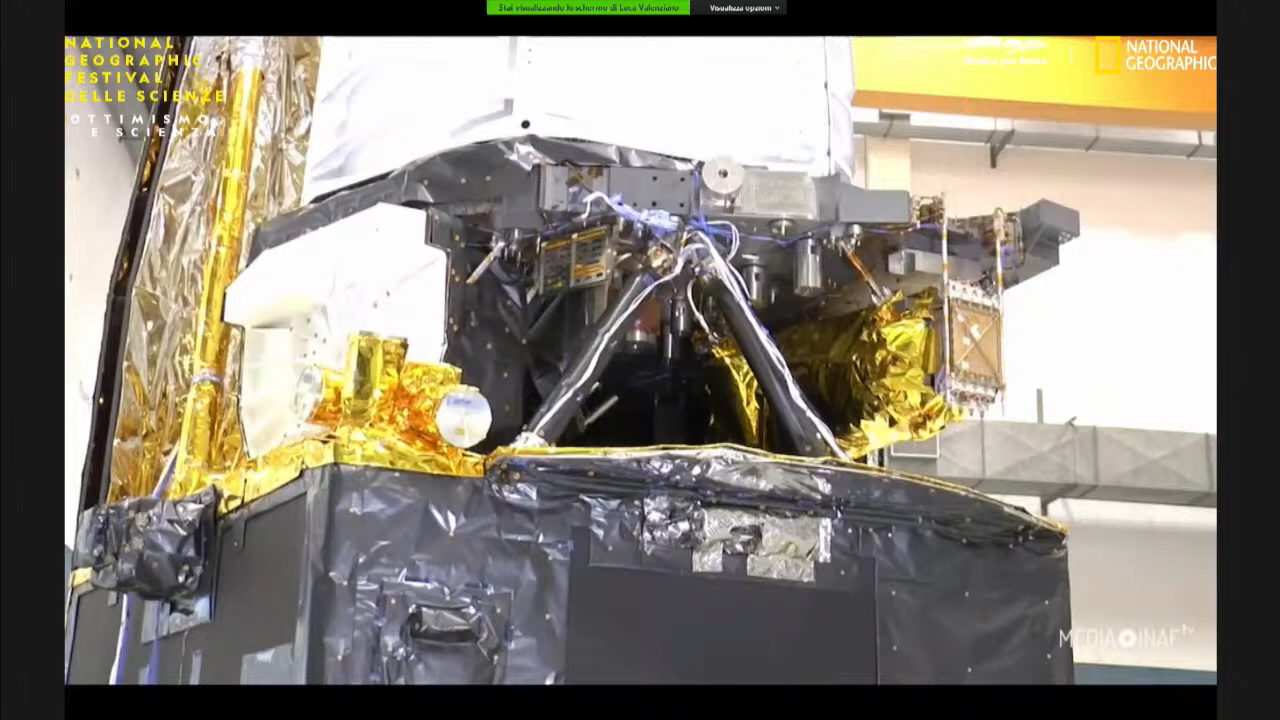 Stai visualizzando lo schermo di Luca Valenziano
Visualizza opzioni
NATIONAL
GEOGRAPHIC
FESTIVAL
DELLE SCIENZE
OTTIMISMO
E SCIENZA
NATIONAL
GEOGRAPHIC
MEDIA INAF tv